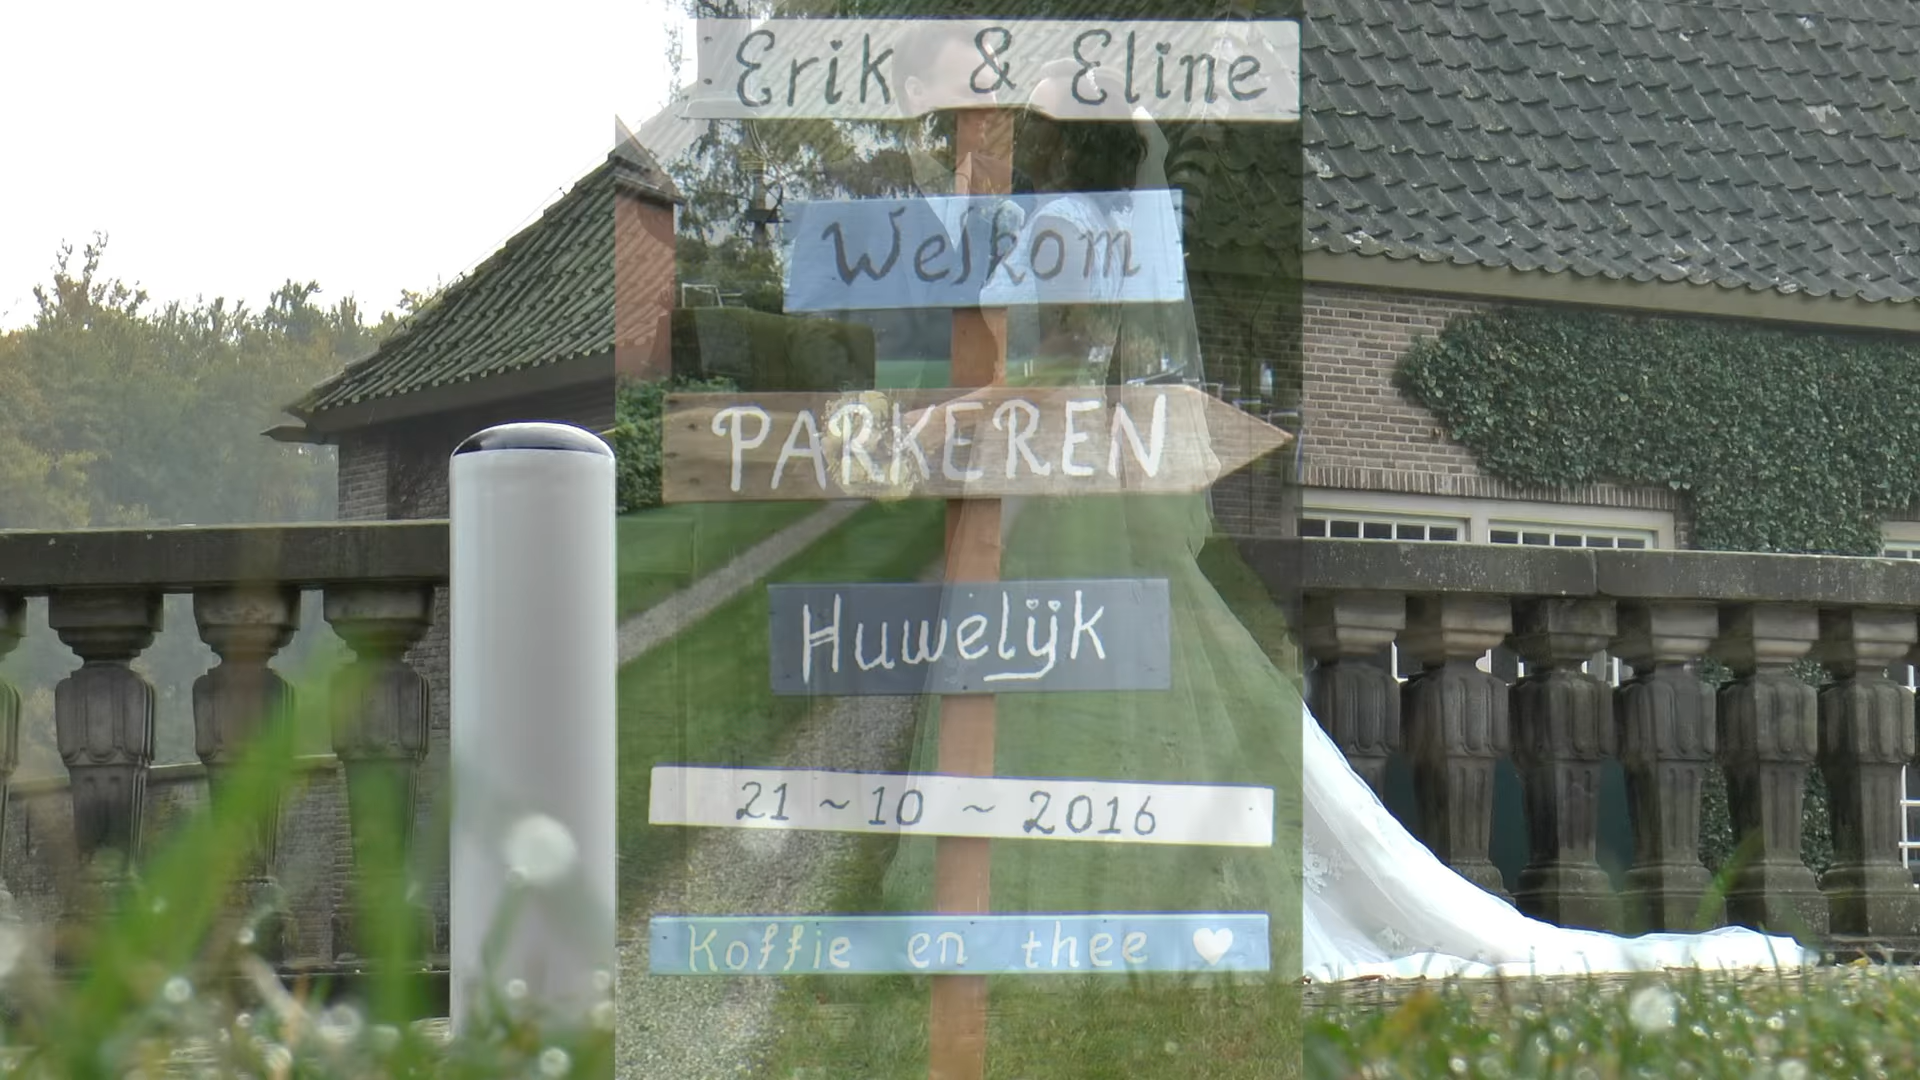 Erik & Eline
Welkom
PARKEREN
Huwelijk
21 ~ 10 ~ 2016
Koffie en thee